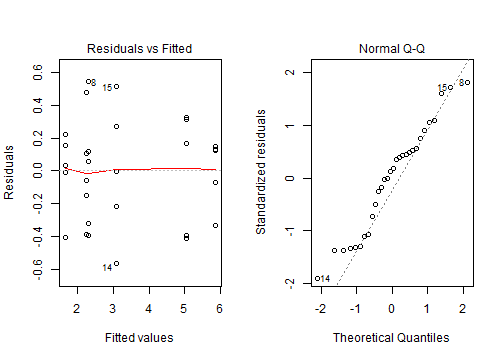 Residuals vs Fitted
Residuals
0.6
0.4
0.2
0.0
-0.2
-0.4
-0.6
8
15
14
2 3 4 5 6
Fitted values
Normal Q-Q
Standardized residuals
2
1
0
-1
-2
15 8
14
-2 -1 0 1 2
Theoretical Quantiles